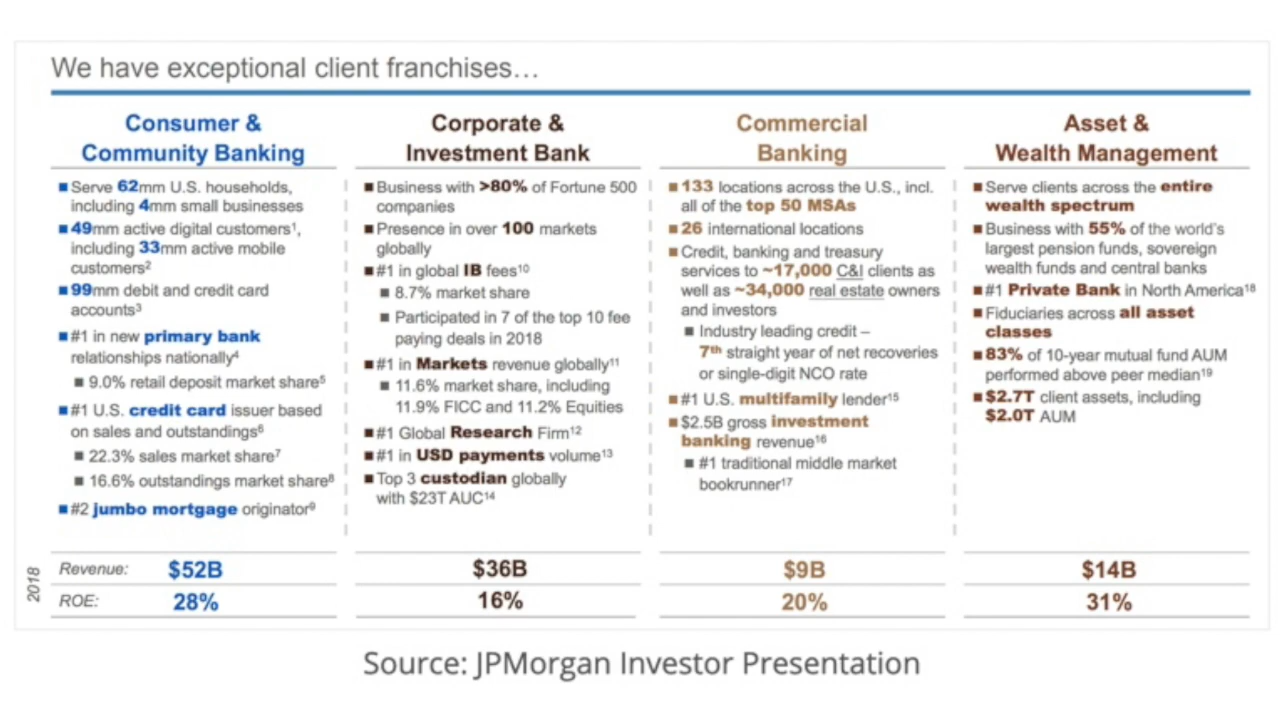 We have exceptional client franchises…
Consumer &
Community Banking
■ Serve 62mm U.S. households,
including 4mm small businesses
■ 49mm active digital customers¹,
including 33mm active mobile
customers²
■ 99mm debit and credit card
accounts³
■ #1 in new primary bank
relationships nationally⁴
■ 9.0% retail deposit market share⁵
■ #1 U.S. credit card issuer based
on sales and outstandings⁶
■ 22.3% sales market share⁷
■ 16.6% outstandings market share⁸
■ #2 jumbo mortgage originator⁹
Corporate &
Investment Bank
■ Business with >80% of Fortune 500
companies
■ Presence in over 100 markets
globally
■ #1 in global IB fees¹⁰
■ 8.7% market share
■ Participated in 7 of the top 10 fee
paying deals in 2018
■ #1 in Markets revenue globally¹¹
■ 11.6% market share, including
11.9% FICC and 11.2% Equities
■ #1 Global Research Firm¹²
■ #1 in USD payments volume¹³
■ Top 3 custodian globally
with $23T AUC¹⁴
Commercial
Banking
■ 133 locations across the U.S., incl.
all of the top 50 MSAs
■ 26 international locations
■ Credit, banking and treasury
services to ~17,000 C&I clients as
well as ~34,000 real estate owners
and investors
■ Industry leading credit –
7th straight year of net recoveries
or single-digit NCO rate
■ #1 U.S. multifamily lender¹⁵
■ $2.5B gross investment
banking revenue¹⁶
■ #1 traditional middle market
bookrunner¹⁷
Asset &
Wealth Management
■ Serve clients across the entire
wealth spectrum
■ Business with 55% of the world's
largest pension funds, sovereign
wealth funds and central banks
■ #1 Private Bank in North America¹⁸
■ Fiduciaries across all asset
classes
■ 83% of 10-year mutual fund AUM
performed above peer median¹⁹
■ $2.7T client assets, including
$2.0T AUM
2018
Revenue: $52B $36B $9B $14B
ROE: 28% 16% 20% 31%
Source: JPMorgan Investor Presentation